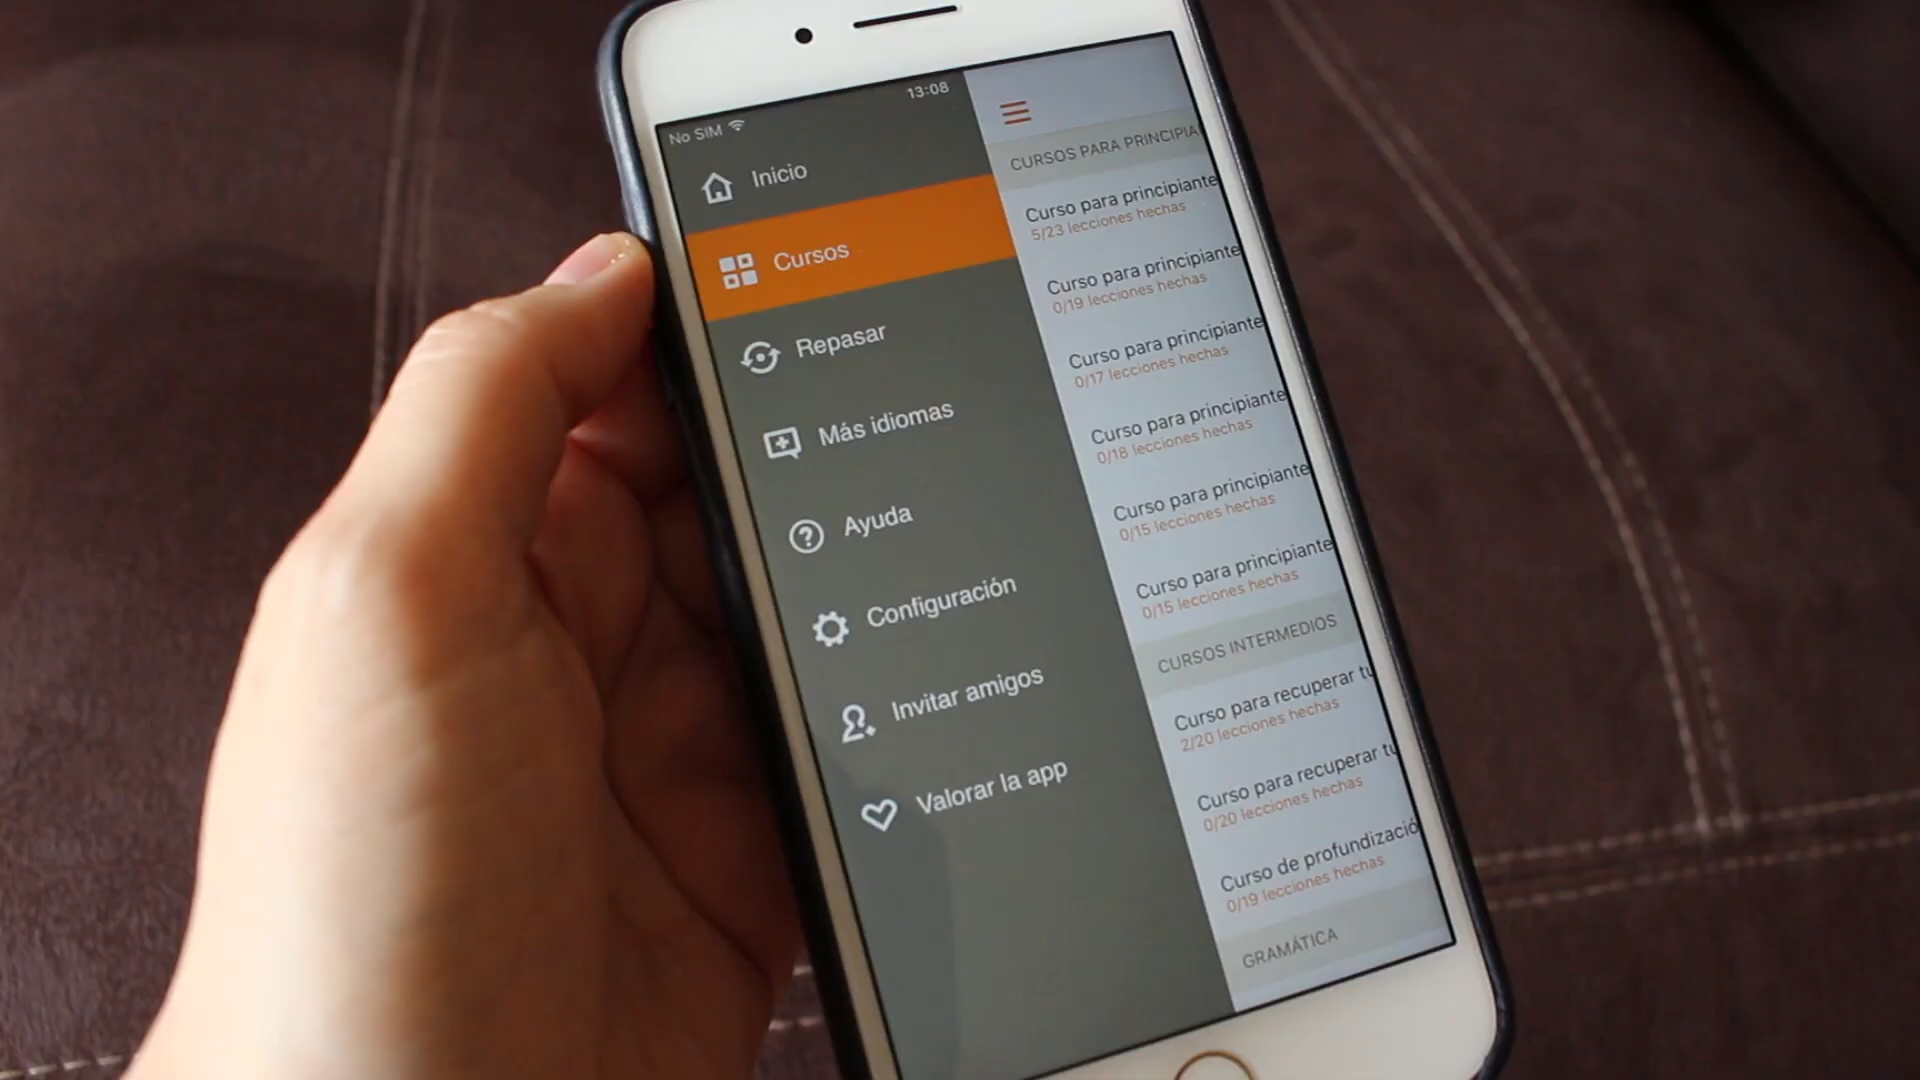 No SIM
13:08
Inicio
Cursos
Repasar
Más idiomas
Ayuda
Configuración
Invitar amigos
Valorar la app
CURSOS PARA PRINCIPIA
Curso para principiante
5/23 lecciones hechas
Curso para principiante
0/19 lecciones hechas
Curso para principiante
0/17 lecciones hechas
Curso para principiante
0/18 lecciones hechas
Curso para principiante
0/15 lecciones hechas
Curso para principiante
0/15 lecciones hechas
CURSOS INTERMEDIOS
Curso para recuperar tu
2/20 lecciones hechas
Curso para recuperar tu
0/20 lecciones hechas
Curso de profundizació
0/19 lecciones hechas
GRAMÁTICA